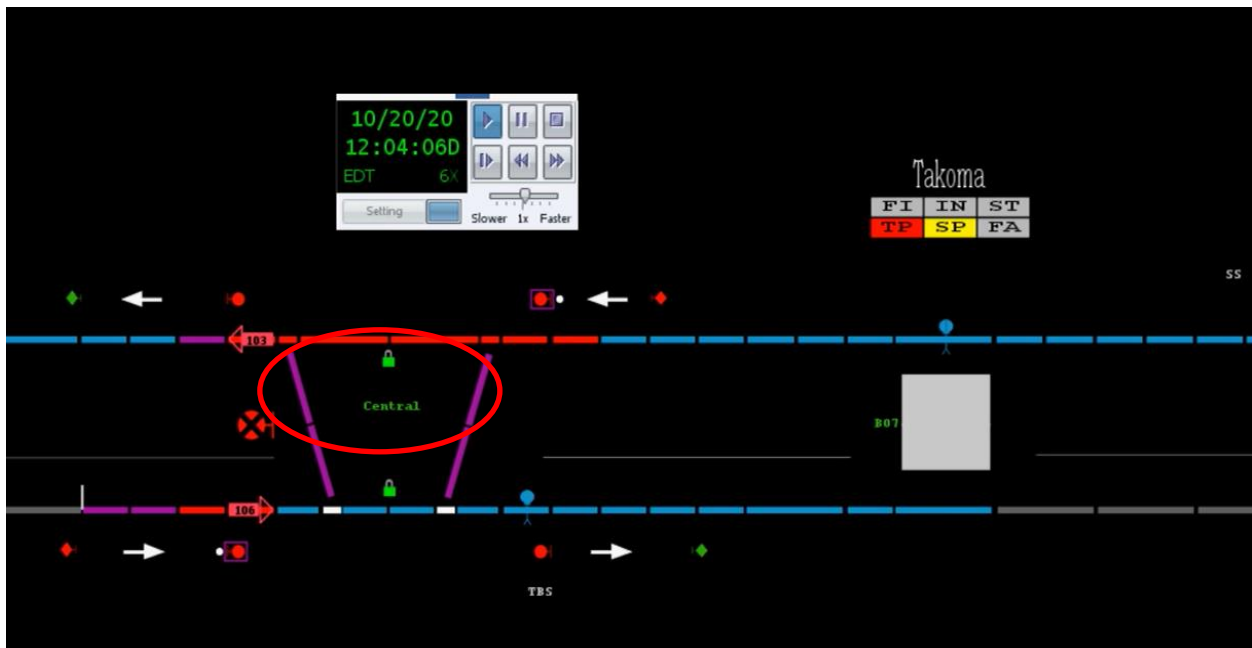 10/20/20
12:04:06D
EDT 6X
Setting
Slower 1x Faster
Takoma
FI IN ST
TP SP FA
SS
103
Central
B07
106
TBS